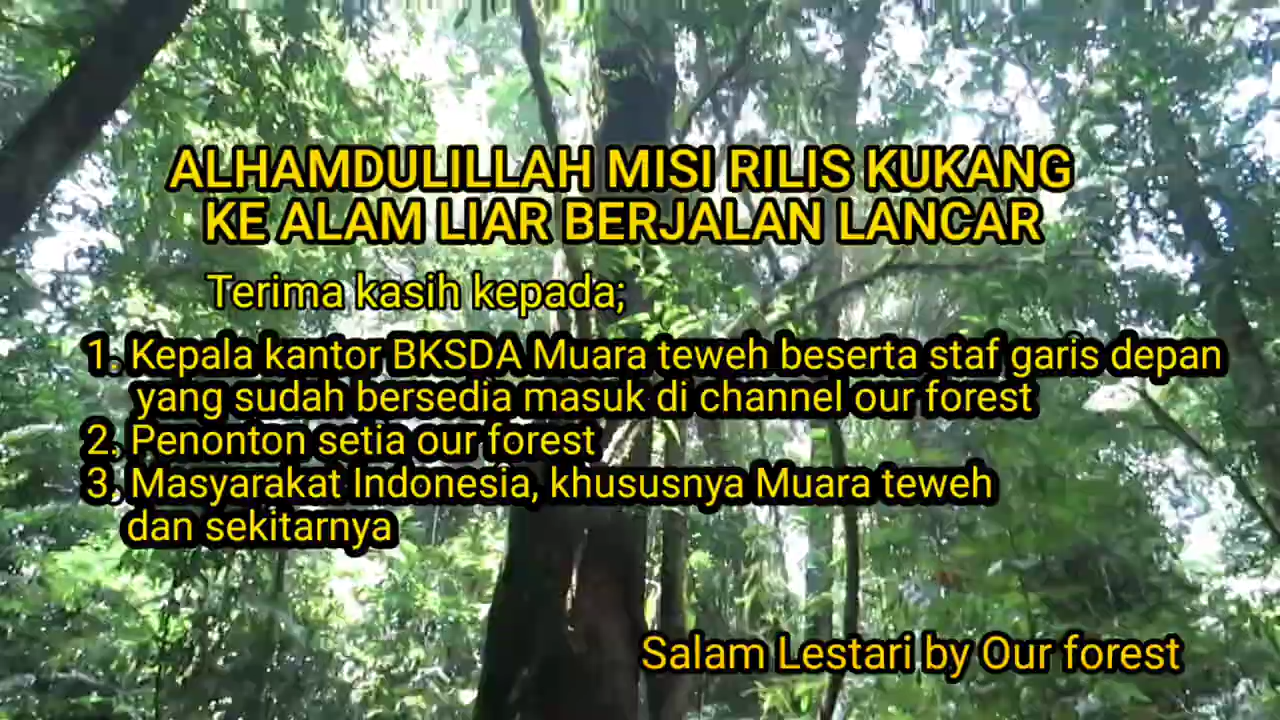 ALHAMDULILLAH MISI RILIS KUKANG
KE ALAM LIAR BERJALAN LANCAR
Terima kasih kepada;
1. Kepala kantor BKSDA Muara teweh beserta staf garis depan
yang sudah bersedia masuk di channel our forest
2. Penonton setia our forest
3. Masyarakat Indonesia, khususnya Muara teweh
dan sekitarnya
Salam Lestari by Our forest